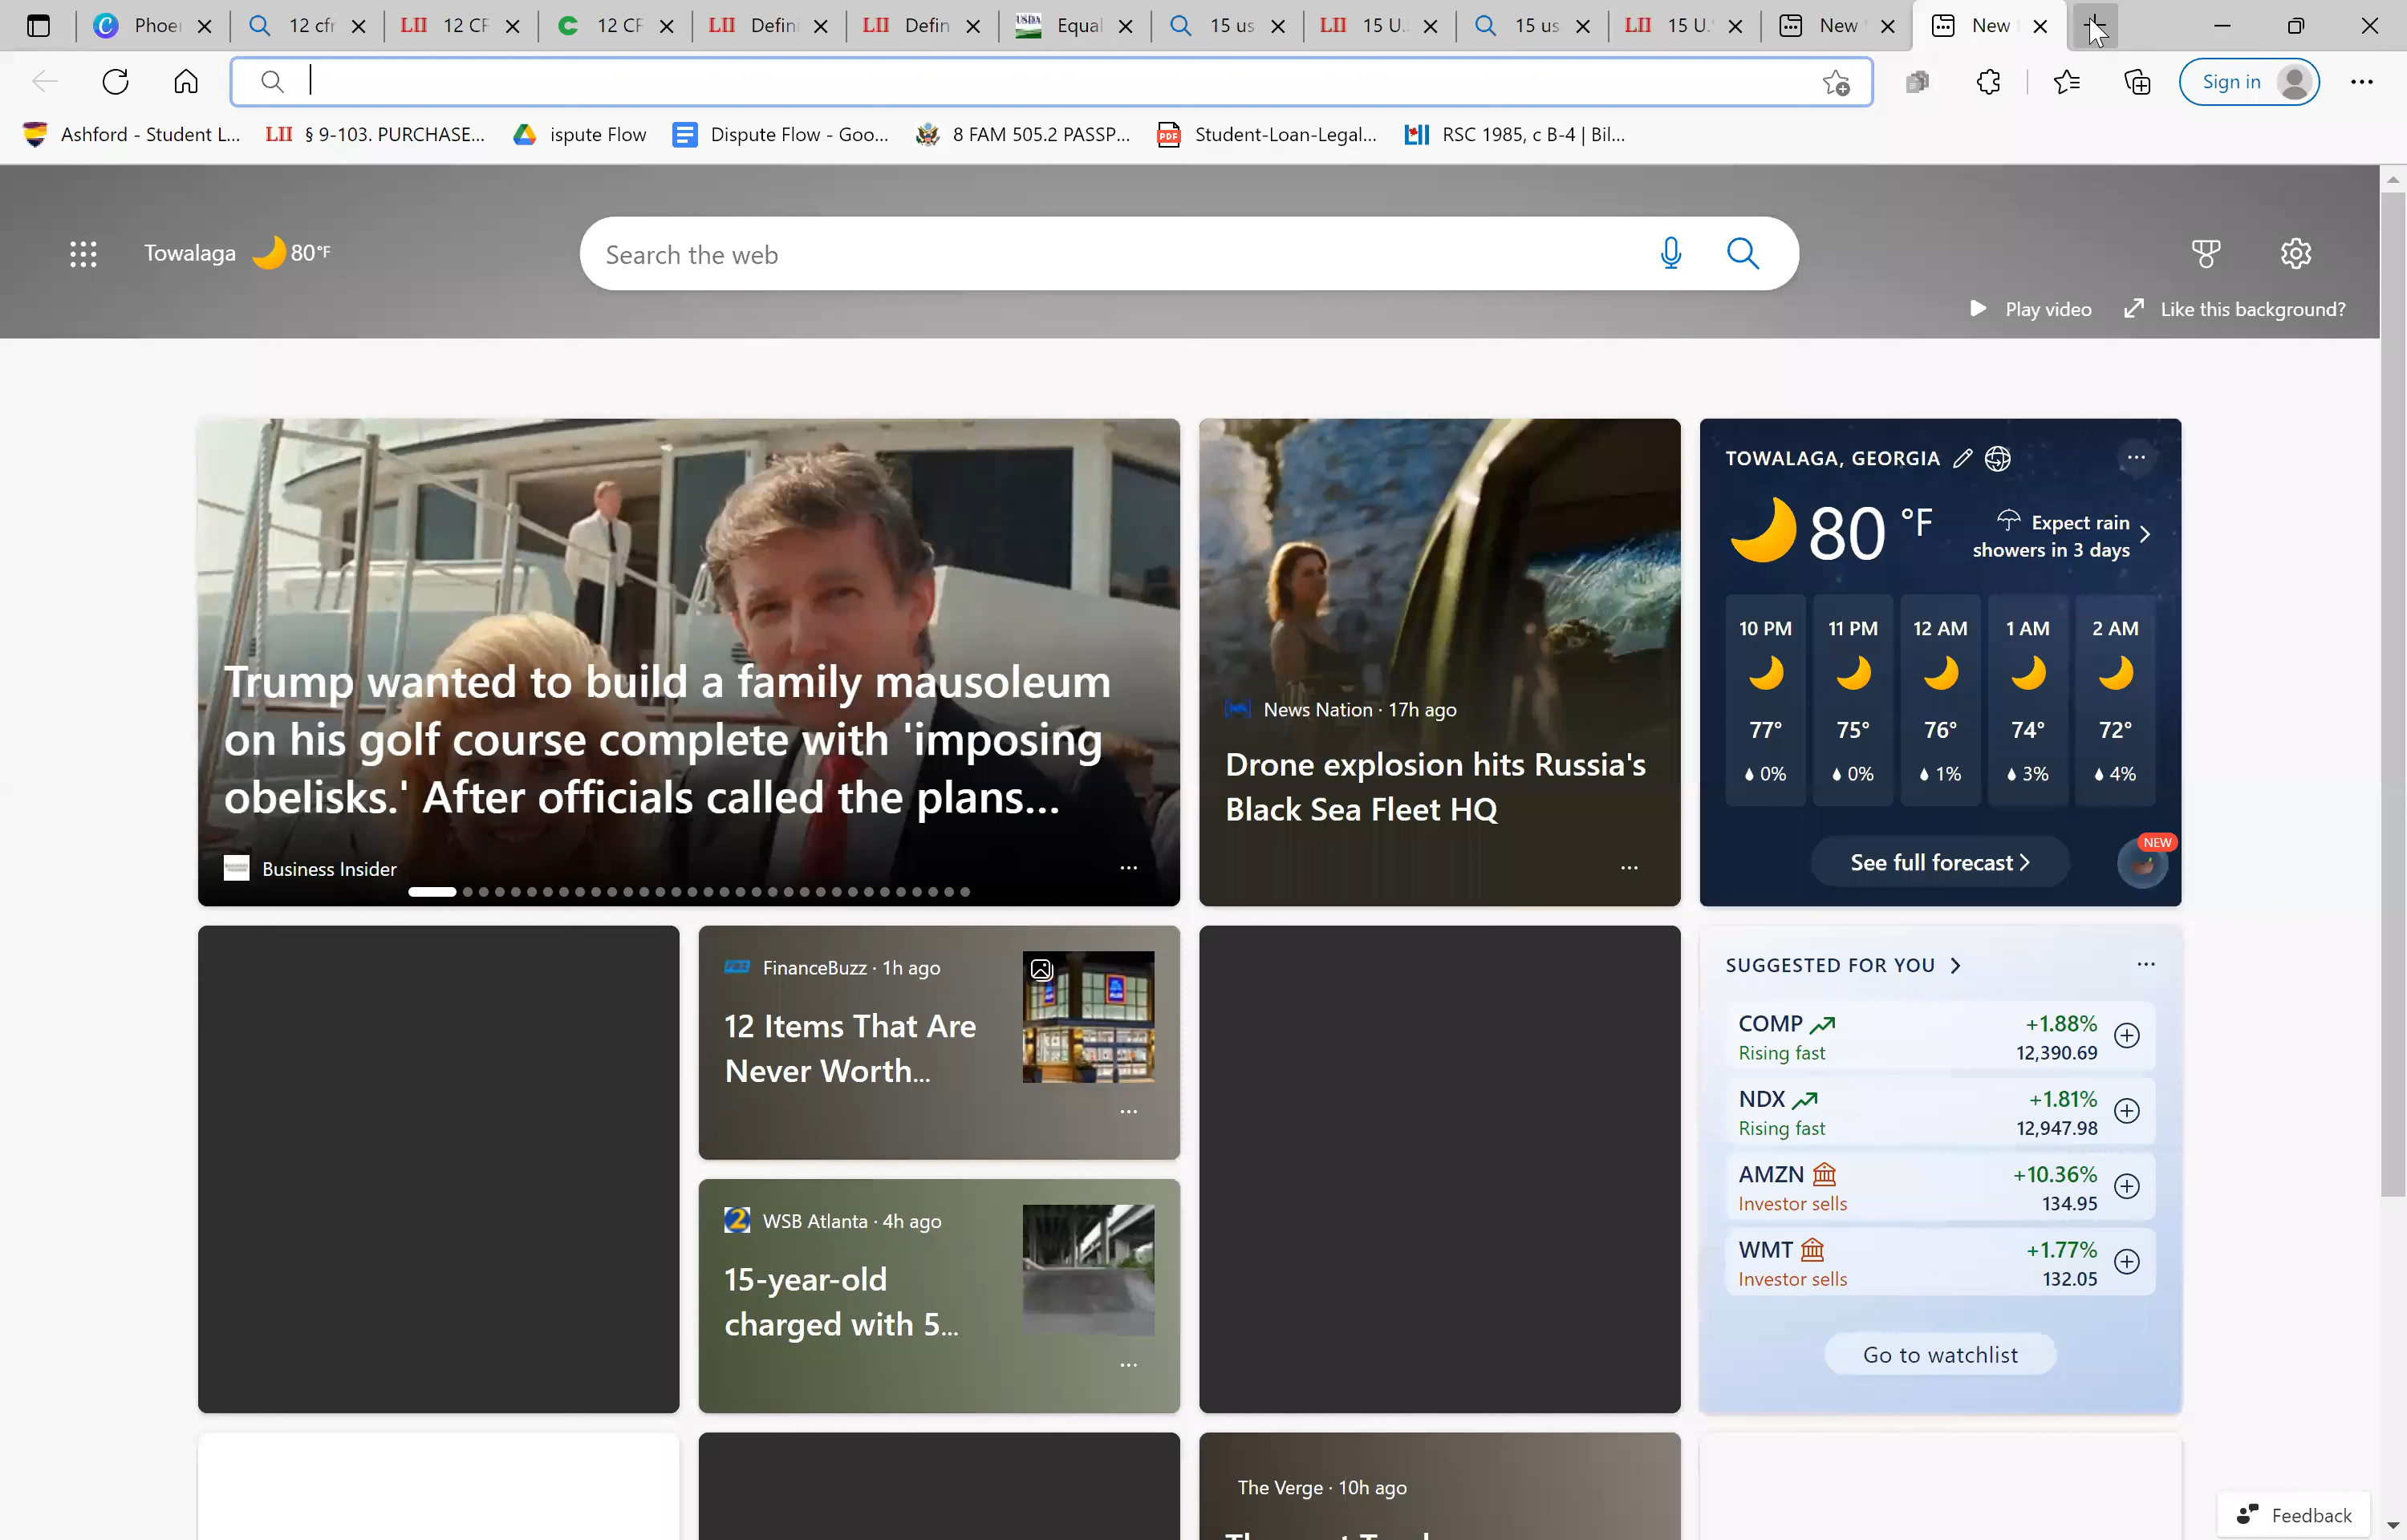 Phoe 12 cfr 12 CF 12 CF Defini Defin Equal 15 us 15 U. 15 us 15 U. New New
Sign in
Ashford - Student L... § 9-103. PURCHASE... ispute Flow Dispute Flow - Goo... 8 FAM 505.2 PASSP... Student-Loan-Legal... RSC 1985, c B-4 | Bil...
Towalaga 80°F
Search the web
Play video Like this background?
Trump wanted to build a family mausoleum
on his golf course complete with 'imposing
obelisks.' After officials called the plans...
Business Insider
News Nation · 17h ago
Drone explosion hits Russia's
Black Sea Fleet HQ
TOWALAGA, GEORGIA
80 °F
Expect rain
showers in 3 days
10 PM 11 PM 12 AM 1 AM 2 AM
77° 75° 76° 74° 72°
0% 0% 1% 3% 4%
See full forecast
NEW
FinanceBuzz · 1h ago
12 Items That Are
Never Worth...
WSB Atlanta · 4h ago
15-year-old
charged with 5...
SUGGESTED FOR YOU
COMP +1.88%
Rising fast 12,390.69
NDX +1.81%
Rising fast 12,947.98
AMZN +10.36%
Investor sells 134.95
WMT +1.77%
Investor sells 132.05
Go to watchlist
The Verge · 10h ago
Feedback